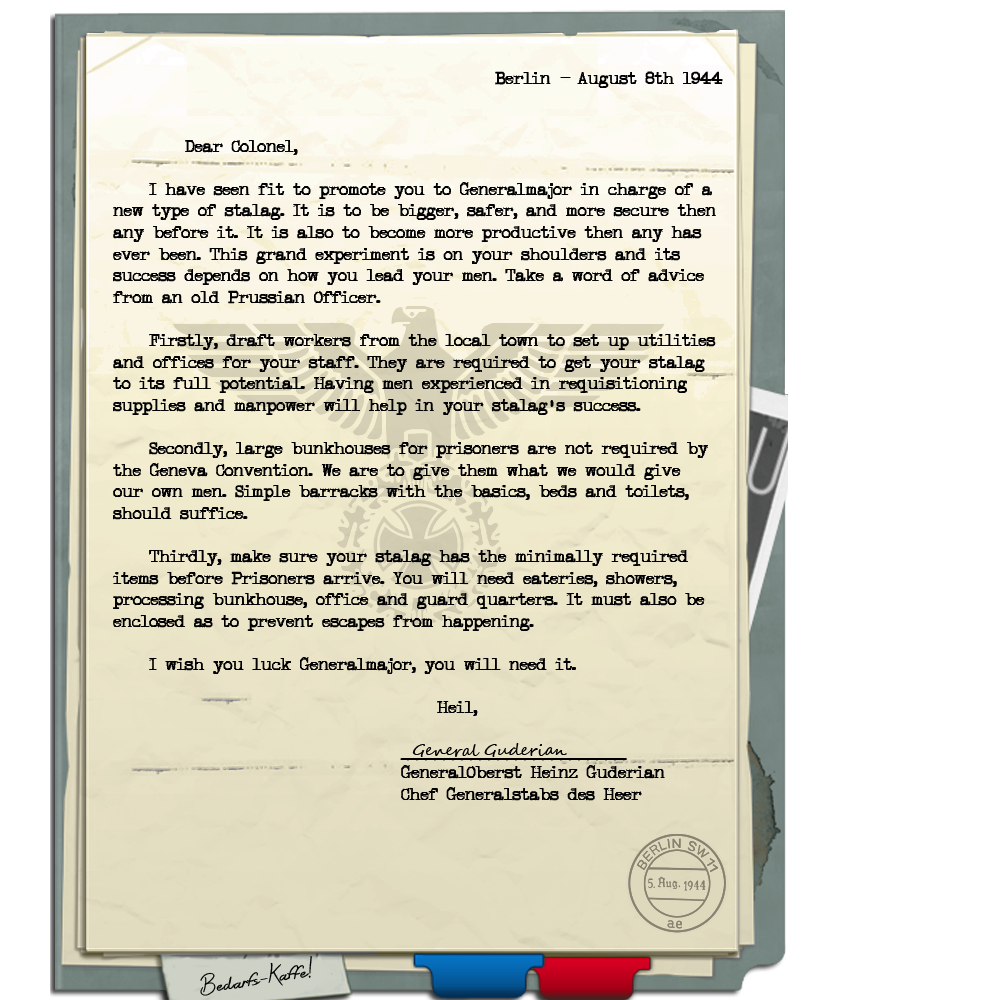 Berlin - August 8th 1944
Dear Colonel,
I have seen fit to promote you to Generalmajor in charge of a
new type of stalag. It is to be bigger, safer, and more secure then
any before it. It is also to become more productive then any has
ever been. This grand experiment is on your shoulders and its
success depends on how you lead your men. Take a word of advice
from an old Prussian Officer.
Firstly, draft workers from the local town to set up utilities
and offices for your staff. They are required to get your stalag
to its full potential. Having men experienced in requisitioning
supplies and manpower will help in your stalag's success.
Secondly, large bunkhouses for prisoners are not required by
the Geneva Convention. We are to give them what we would give
our own men. Simple barracks with the basics, beds and toilets,
should suffice.
Thirdly, make sure your stalag has the minimally required
items before Prisoners arrive. You will need eateries, showers,
processing bunkhouse, office and guard quarters. It must also be
enclosed as to prevent escapes from happening.
I wish you luck Generalmajor, you will need it.
Heil,
General Guderian
GeneralOberst Heinz Guderian
Chef Generalstabs des Heer
BERLIN SW 11
5. Aug. 1944
ae
Bedarfs-Kaffe!
U